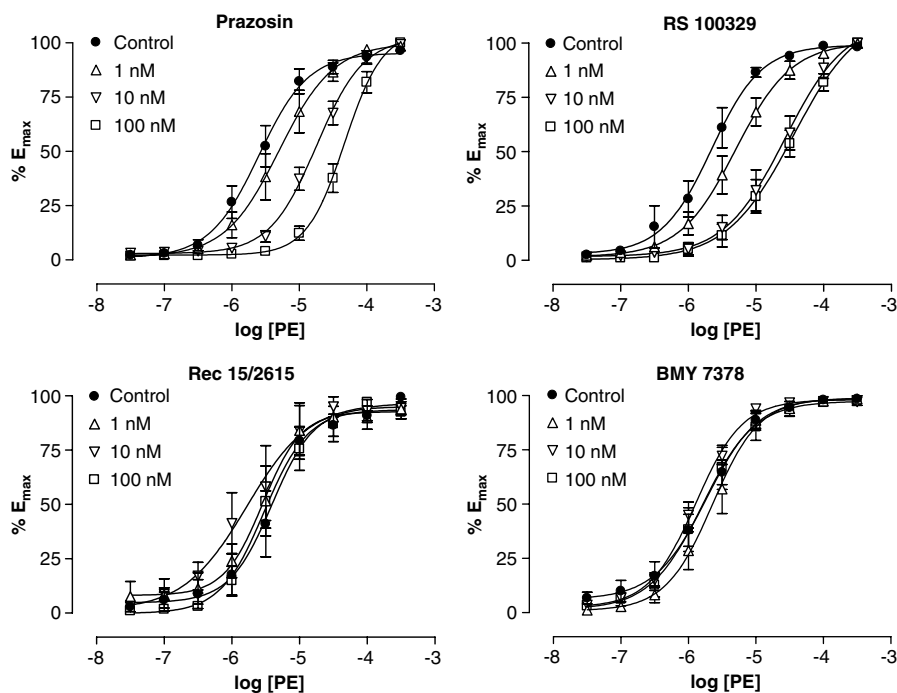 Prazosin
Control
1 nM
10 nM
100 nM
% Emax
100
75
50
25
0
-8 -7 -6 -5 -4 -3
log [PE]
RS 100329
Control
1 nM
10 nM
100 nM
% Emax
100
75
50
25
0
-8 -7 -6 -5 -4 -3
log [PE]
Rec 15/2615
Control
1 nM
10 nM
100 nM
% Emax
100
75
50
25
0
-8 -7 -6 -5 -4 -3
log [PE]
BMY 7378
Control
1 nM
10 nM
100 nM
% Emax
100
75
50
25
0
-8 -7 -6 -5 -4 -3
log [PE]